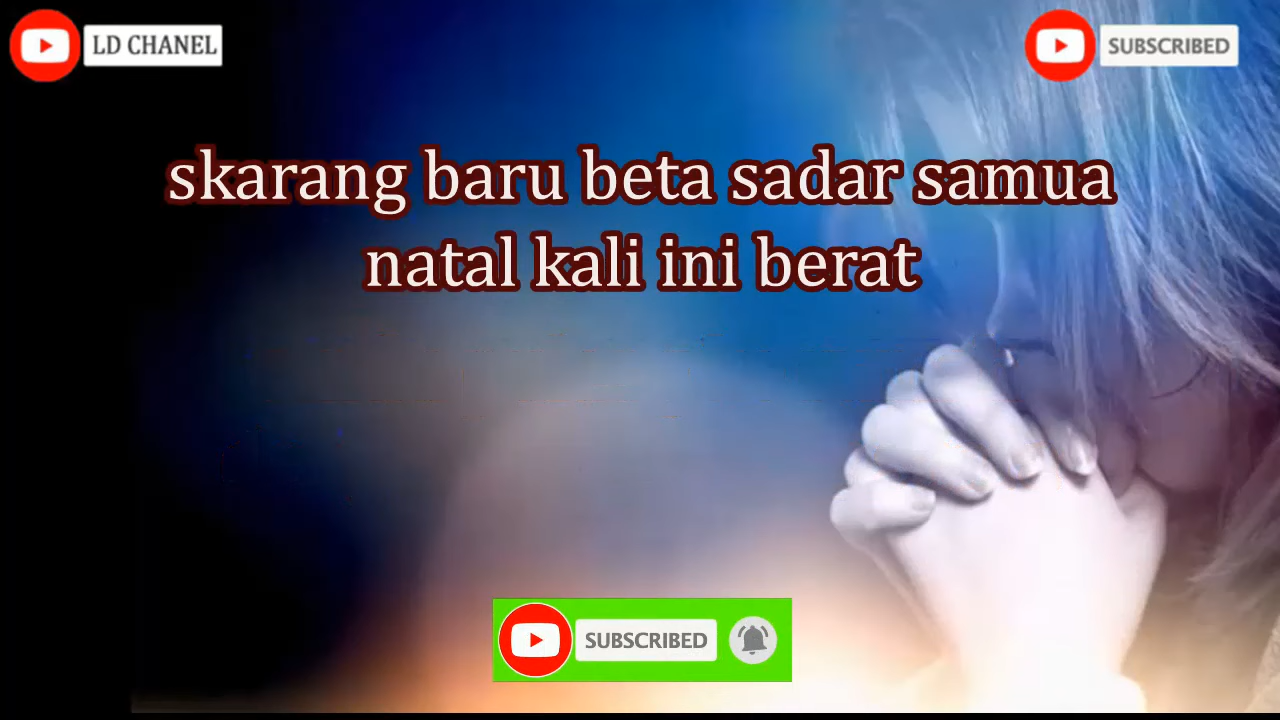 LD CHANEL
SUBSCRIBED
skarang baru beta sadar samua
natal kali ini berat
SUBSCRIBED